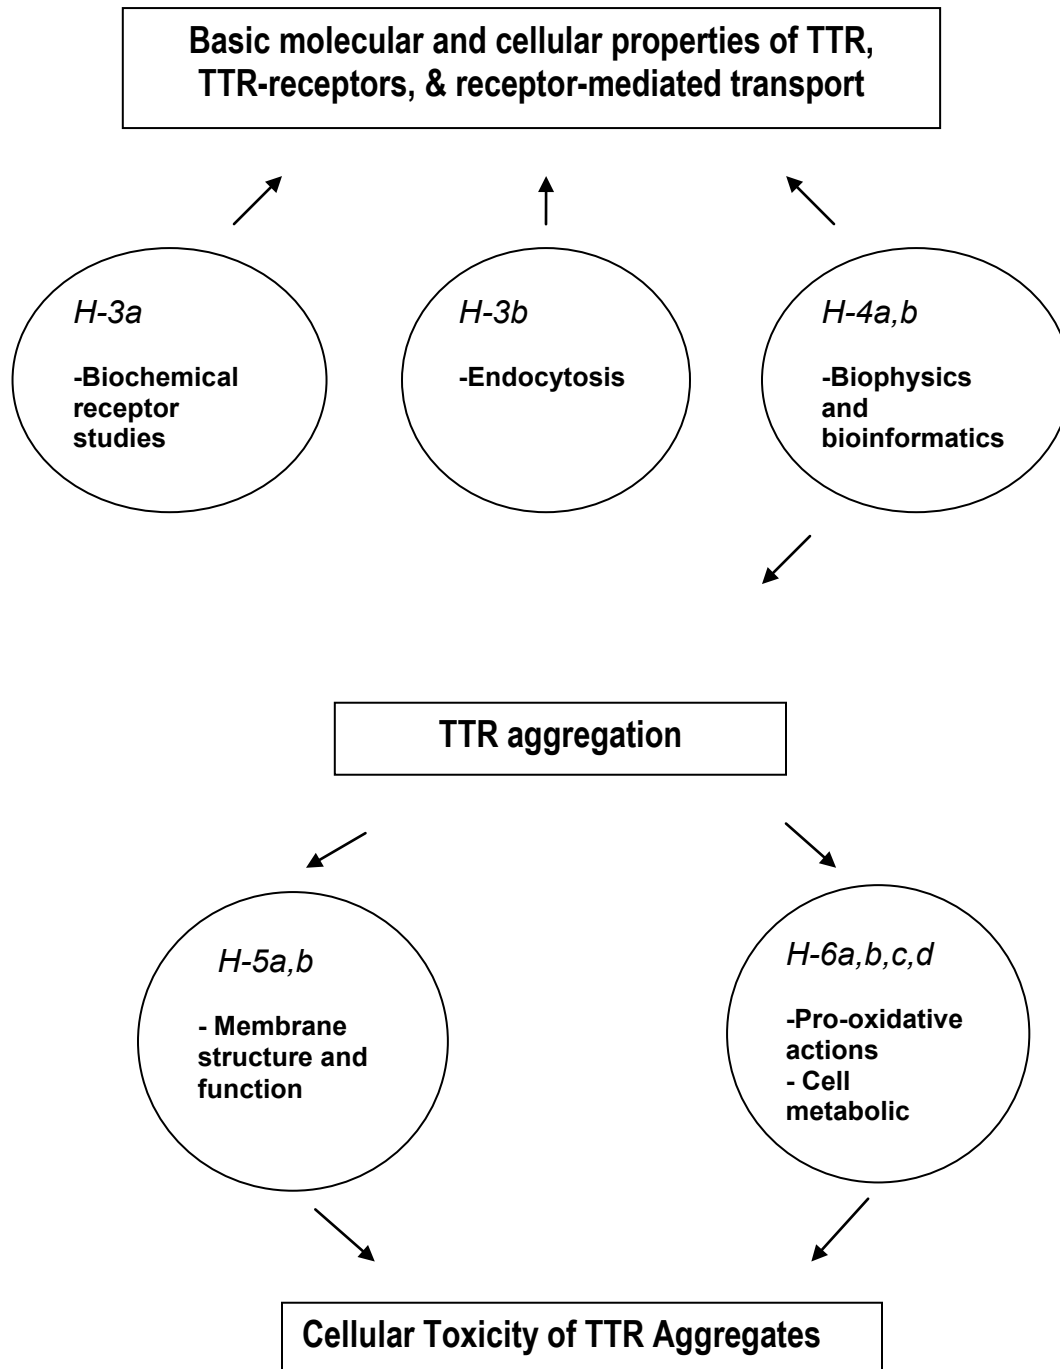 Basic molecular and cellular properties of TTR,
TTR-receptors, & receptor-mediated transport
H-3a
-Biochemical
receptor
studies
H-3b
-Endocytosis
H-4a,b
-Biophysics
and
bioinformatics
TTR aggregation
H-5a,b
- Membrane
structure and
function
H-6a,b,c,d
-Pro-oxidative
actions
- Cell
metabolic
Cellular Toxicity of TTR Aggregates